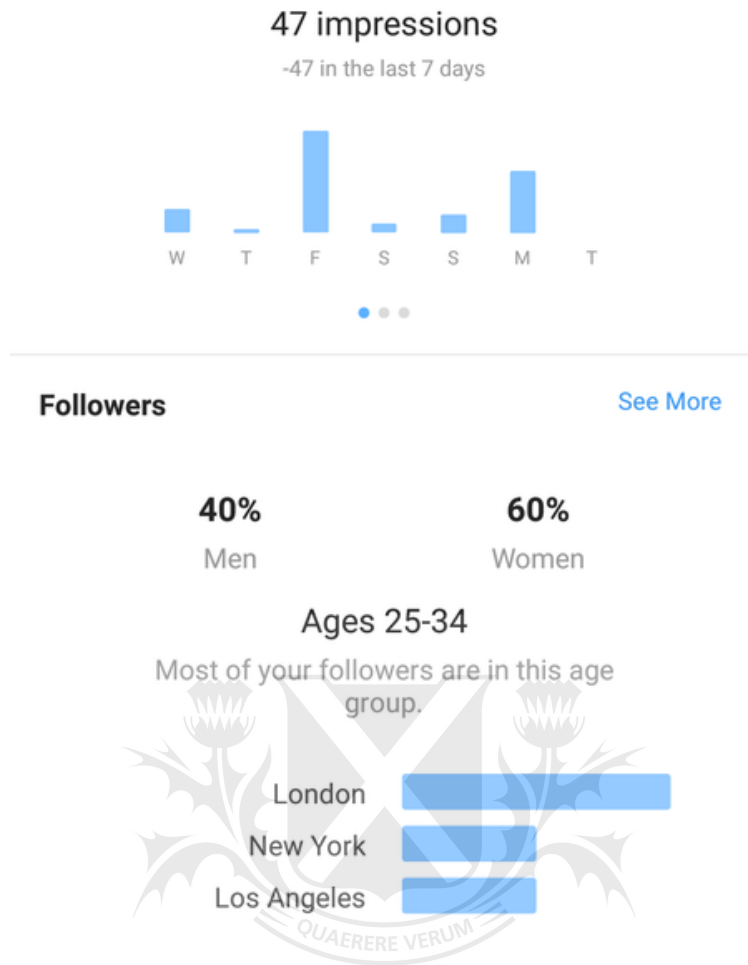 47 impressions
-47 in the last 7 days
W T F S S M T
Followers
See More
40%
60%
Men
Women
Ages 25-34
Most of your followers are in this age
group.
London
New York
Los Angeles
QUAERERE VERUM